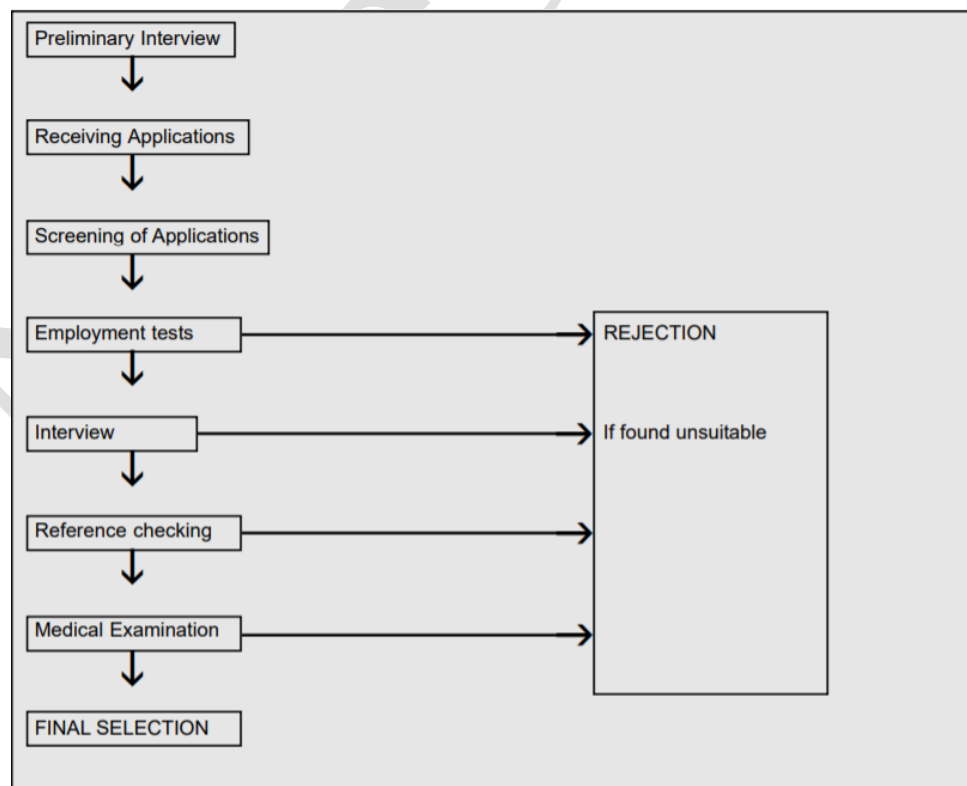 Preliminary Interview
Receiving Applications
Screening of Applications
Employment tests
REJECTION
Interview
If found unsuitable
Reference checking
Medical Examination
FINAL SELECTION